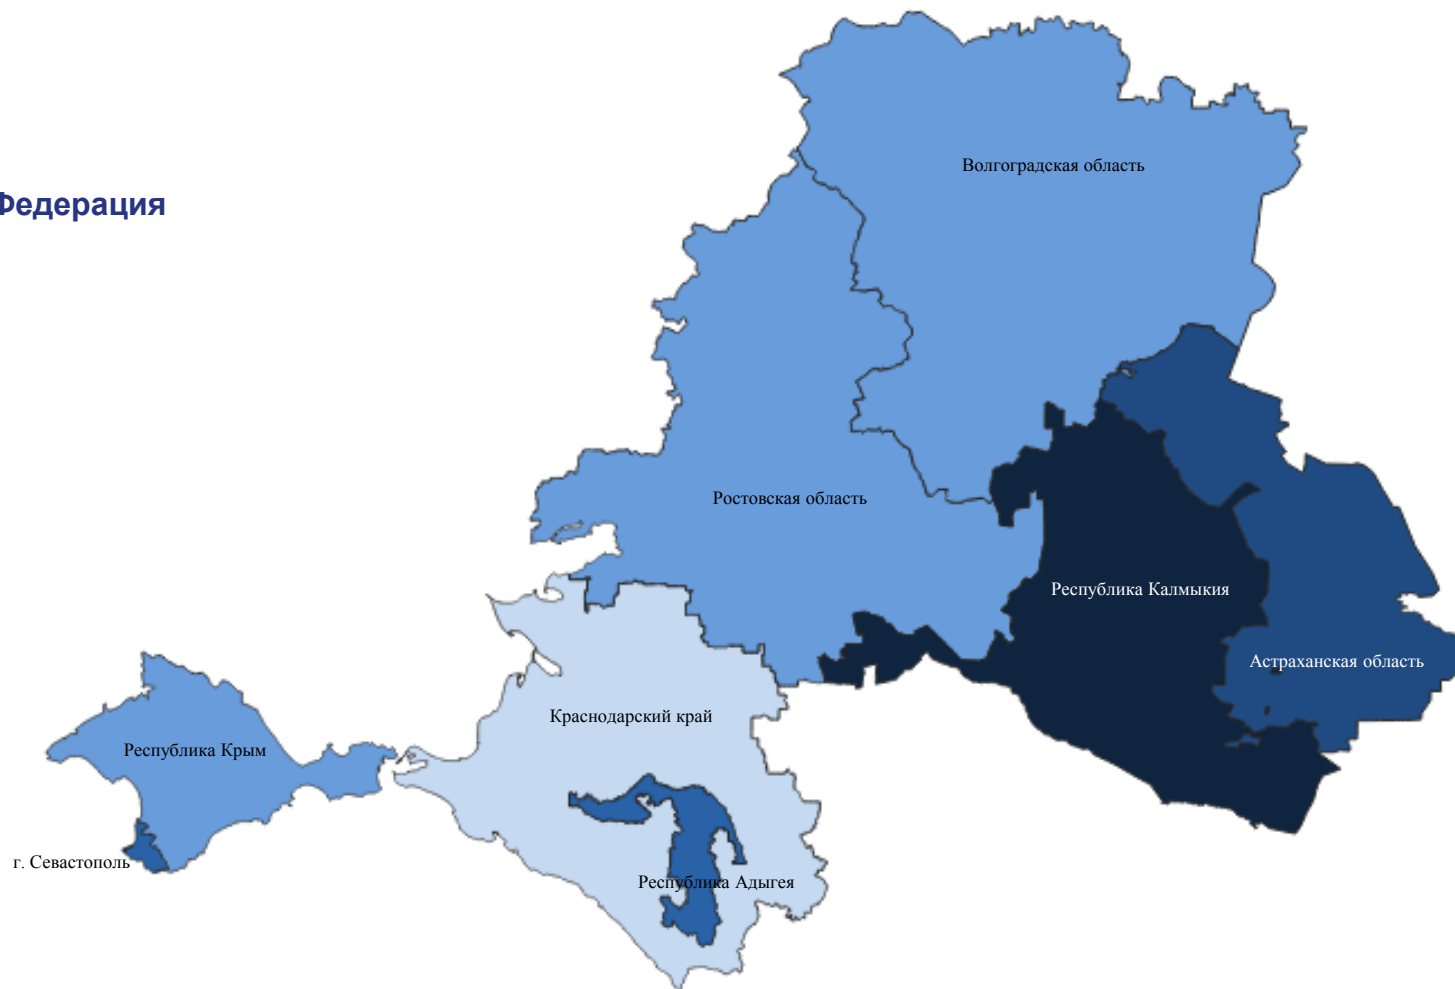 Волгоградская область
Федерация
Ростовская область
Республика Калмыкия
Астраханская область
Краснодарский край
Республика Крым
г. Севастополь
Республика Адыгея